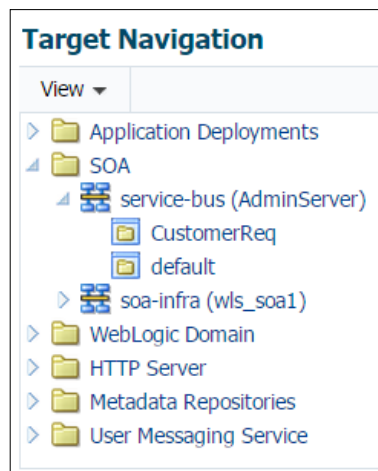 Target Navigation
View
Application Deployments
SOA
service-bus (AdminServer)
CustomerReq
default
soa-infra (wls_soa1)
WebLogic Domain
HTTP Server
Metadata Repositories
User Messaging Service